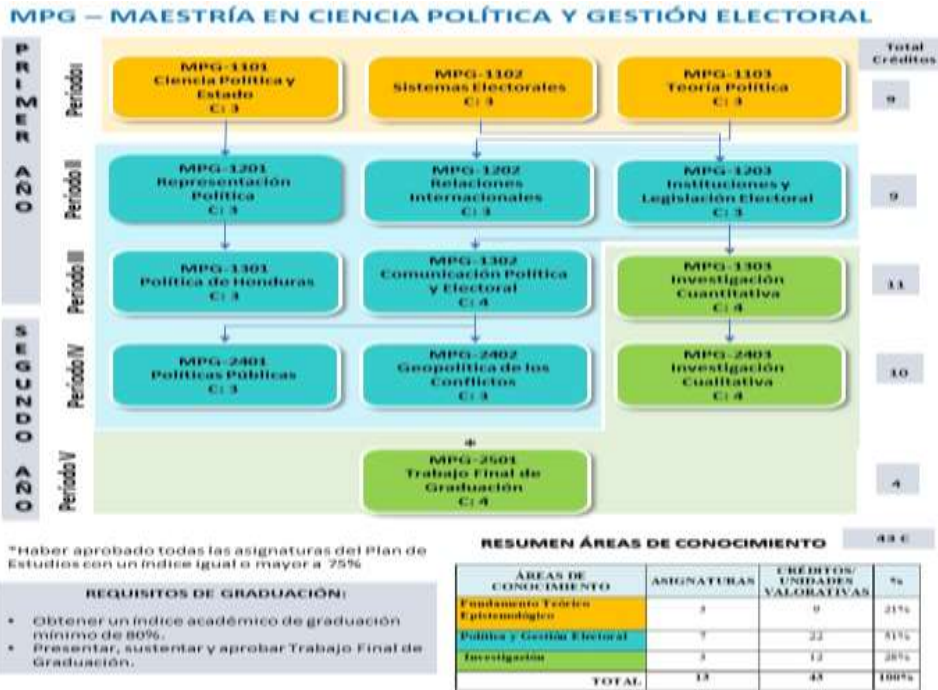 MPG – MAESTRÍA EN CIENCIA POLÍTICA Y GESTIÓN ELECTORAL
PRIMER AÑO
Total
Créditos
Período I
MPG-1101
Ciencia Política y
Estado
C: 3
MPG-1102
Sistemas Electorales
C: 3
MPG-1103
Teoría Política
C: 3
9
Período II
MPG-1201
Representación
Política
C: 3
MPG-1202
Relaciones
Internacionales
C: 3
MPG-1203
Instituciones y
Legislación Electoral
C: 3
9
Período III
MPG-1301
Política de Honduras
C: 3
MPG-1302
Comunicación Política
y Electoral
C: 4
MPG-1303
Investigación
Cuantitativa
C: 4
11
SEGUNDO AÑO
Período IV
MPG-2401
Políticas Públicas
C: 3
MPG-2402
Geopolítica de los
Conflictos
C: 3
MPG-2403
Investigación
Cualitativa
C: 4
10
Período V
*
MPG-2501
Trabajo Final de
Graduación
C: 4
4
*Haber aprobado todas las asignaturas del Plan de
Estudios con un índice igual o mayor a 75%
REQUISITOS DE GRADUACIÓN:
• Obtener un índice académico de graduación
mínimo de 80%.
• Presentar, sustentar y aprobar Trabajo Final de
Graduación.
RESUMEN ÁREAS DE CONOCIMIENTO
43 C
ÁREAS DE
CONOCIMIENTO
ASIGNATURAS
CRÉDITOS/
UNIDADES
VALORATIVAS
%
Fundamento Teórico
Epistemológico
3
9
21%
Política y Gestión Electoral
7
22
51%
Investigación
3
12
28%
TOTAL
13
43
100%